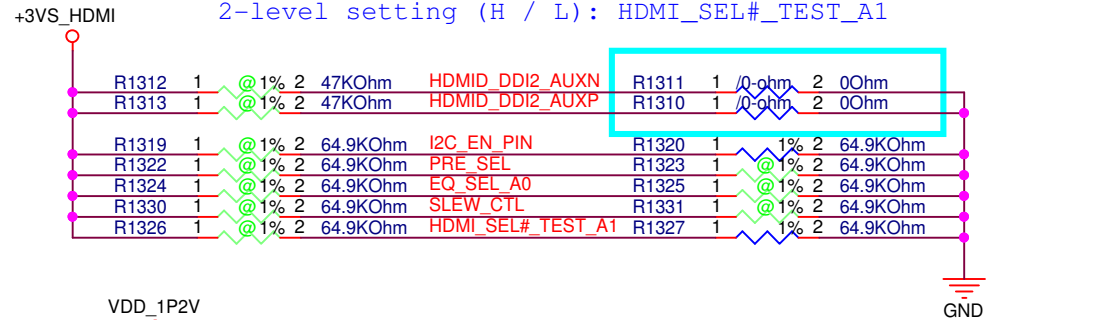 +3VS_HDMI 2-level setting (H / L): HDMI_SEL#_TEST_A1
R1312 1 @ 1% 2 47KOhm HDMID_DDI2_AUXN R1311 1 /0-ohm 2 0Ohm
R1313 1 @ 1% 2 47KOhm HDMID_DDI2_AUXP R1310 1 /0-ohm 2 0Ohm
R1319 1 @ 1% 2 64.9KOhm I2C_EN_PIN R1320 1 1% 2 64.9KOhm
R1322 1 @ 1% 2 64.9KOhm PRE_SEL R1323 1 @ 1% 2 64.9KOhm
R1324 1 @ 1% 2 64.9KOhm EQ_SEL_A0 R1325 1 @ 1% 2 64.9KOhm
R1330 1 @ 1% 2 64.9KOhm SLEW_CTL R1331 1 @ 1% 2 64.9KOhm
R1326 1 @ 1% 2 64.9KOhm HDMI_SEL#_TEST_A1 R1327 1 1% 2 64.9KOhm
VDD_1P2V GND